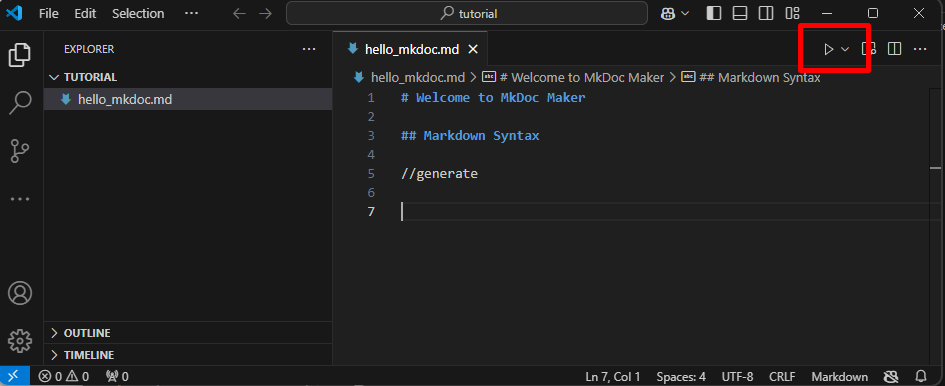 File Edit Selection ··· tutorial
EXPLORER ···
hello_mkdoc.md
TUTORIAL
hello_mkdoc.md
hello_mkdoc.md > # Welcome to MkDoc Maker > ## Markdown Syntax
1 # Welcome to MkDoc Maker
2
3 ## Markdown Syntax
4
5 //generate
6
7
OUTLINE
TIMELINE
0 0 0 Ln 7, Col 1 Spaces: 4 UTF-8 CRLF Markdown